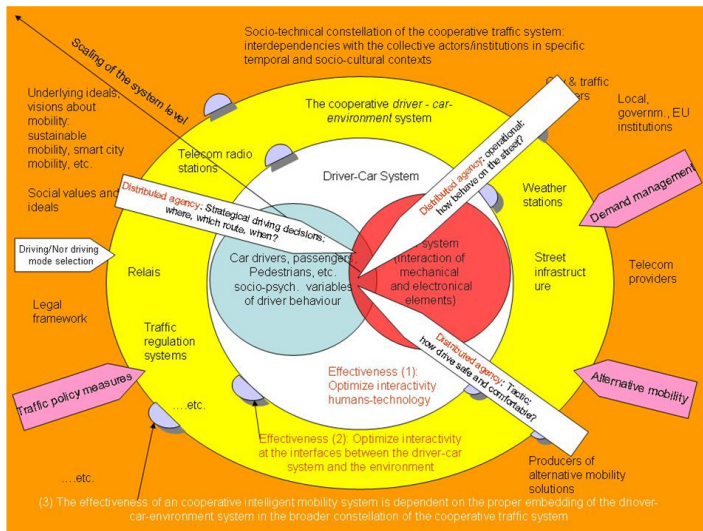 Socio-technical constellation of the cooperative traffic system:
interdependencies with the collective actors/institutions in specific
temporal and socio-cultural contexts
Scaling of the system level
Underlying ideals,
visions about
mobility:
sustainable
mobility, smart city
mobility, etc.
Social values and
ideals
Driving/Nor driving
mode selection
Legal
framework
Traffic policy measures
….etc.
The cooperative driver - car-
environment system
Telecom radio
stations
Relais
Traffic
regulation
systems
….etc.
Driver-Car System
Distributed agency: Strategical driving decisions;
where, which route, when?
Distributed agency: operational;
how behave on the street?
Distributed agency: Tactic;
how drive safe and comfortable?
Car drivers, passengers,
Pedestrians, etc.
socio-psych. variables
of driver behaviour
system
(interaction of
mechanical
and electronical
elements)
Effectiveness (1):
Optimize interactivity
humans-technology
Effectiveness (2): Optimize interactivity
at the interfaces between the driver-car
system and the environment
Weather
stations
Street
infrastruct
ure
& traffic
Local,
governm., EU
institutions
Demand management
Telecom
providers
Alternative mobility
Producers of
alternative mobility
solutions
(3) The effectiveness of an cooperative intelligent mobility system is dependent on the proper embedding of the driover-
car-environment system in the broader constellation of the cooperative traffic system